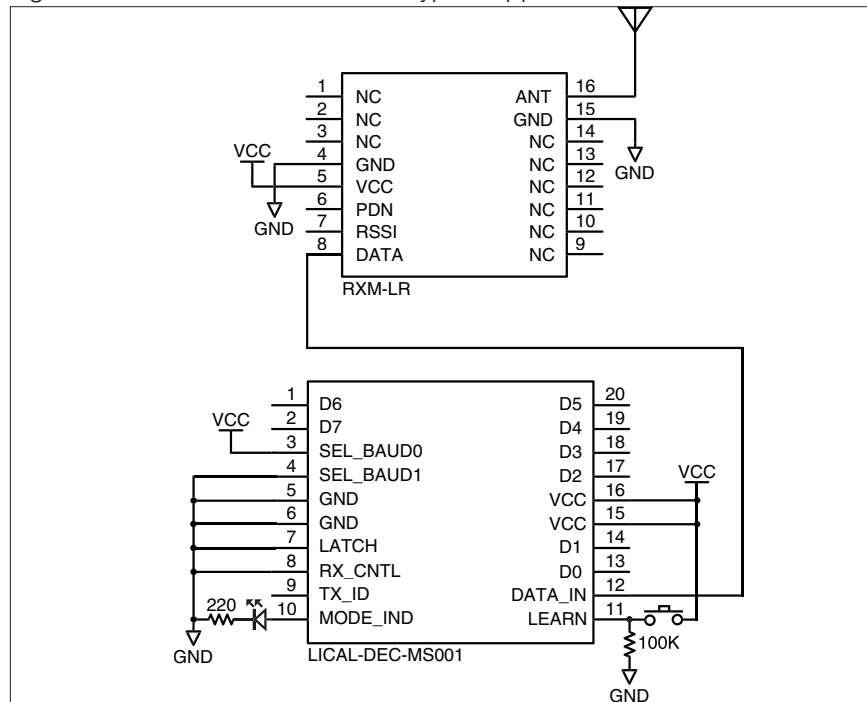 1 NC
2 NC
3 NC
4 GND
5 VCC
6 PDN
7 RSSI
8 DATA
ANT 16
GND 15
NC 14
NC 13
NC 12
NC 11
NC 10
NC 9
VCC
GND
GND
RXM-LR
1 D6
2 D7
3 SEL_BAUD0
4 SEL_BAUD1
5 GND
6 GND
7 LATCH
8 RX_CNTL
9 TX_ID
10 MODE_IND
D5 20
D4 19
D3 18
D2 17
VCC 16
VCC 15
D1 14
D0 13
DATA_IN 12
LEARN 11
VCC
VCC
220
GND
100K
GND
LICAL-DEC-MS001